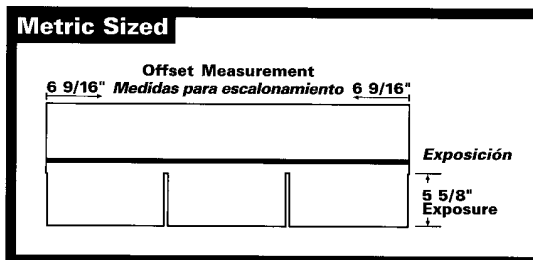 Metric Sized
Offset Measurement
6 9/16" Medidas para escalonamiento 6 9/16"
Exposición
5 5/8"
Exposure